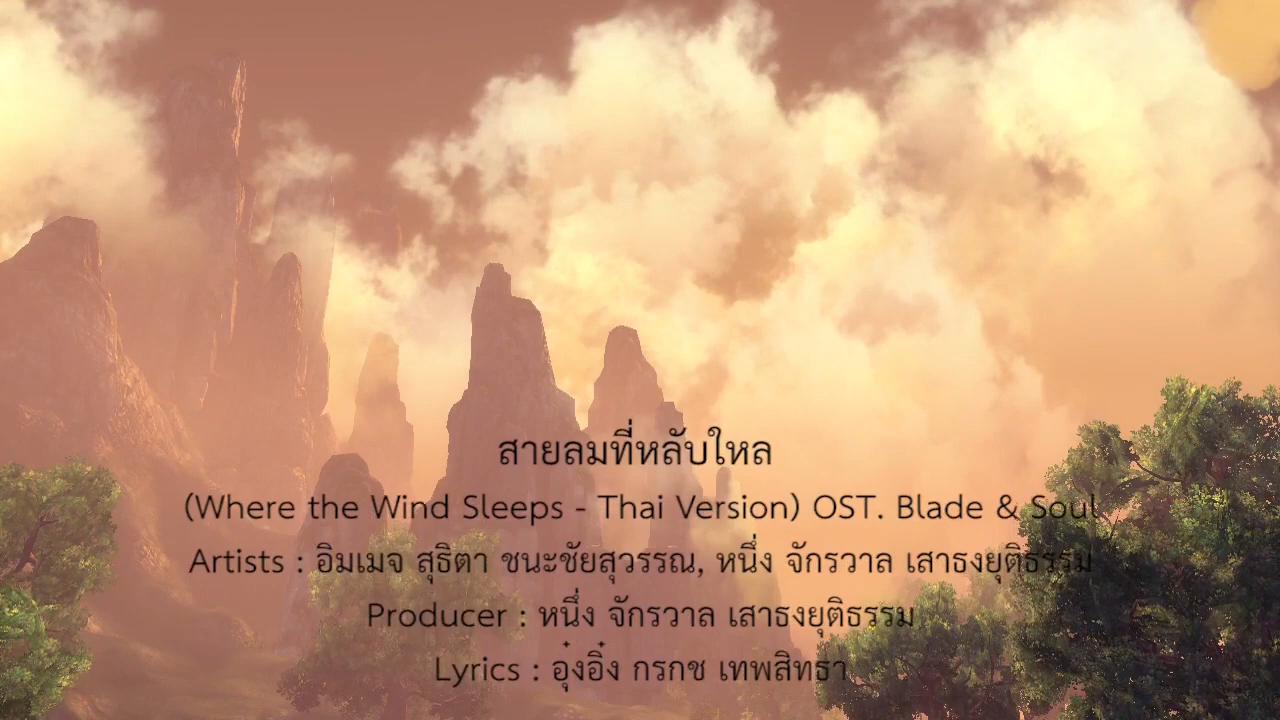 สายลมที่หลับใหล
(Where the Wind Sleeps - Thai Version) OST. Blade & Soul
Artists : อิมเมจ สุธิตา ชนะชัยสุวรรณ, หนึ่ง จักรวาล เสาธงยุติธรรม
Producer : หนึ่ง จักรวาล เสาธงยุติธรรม
Lyrics : อุ๋งอิ๋ง กรกช เทพสิทธา